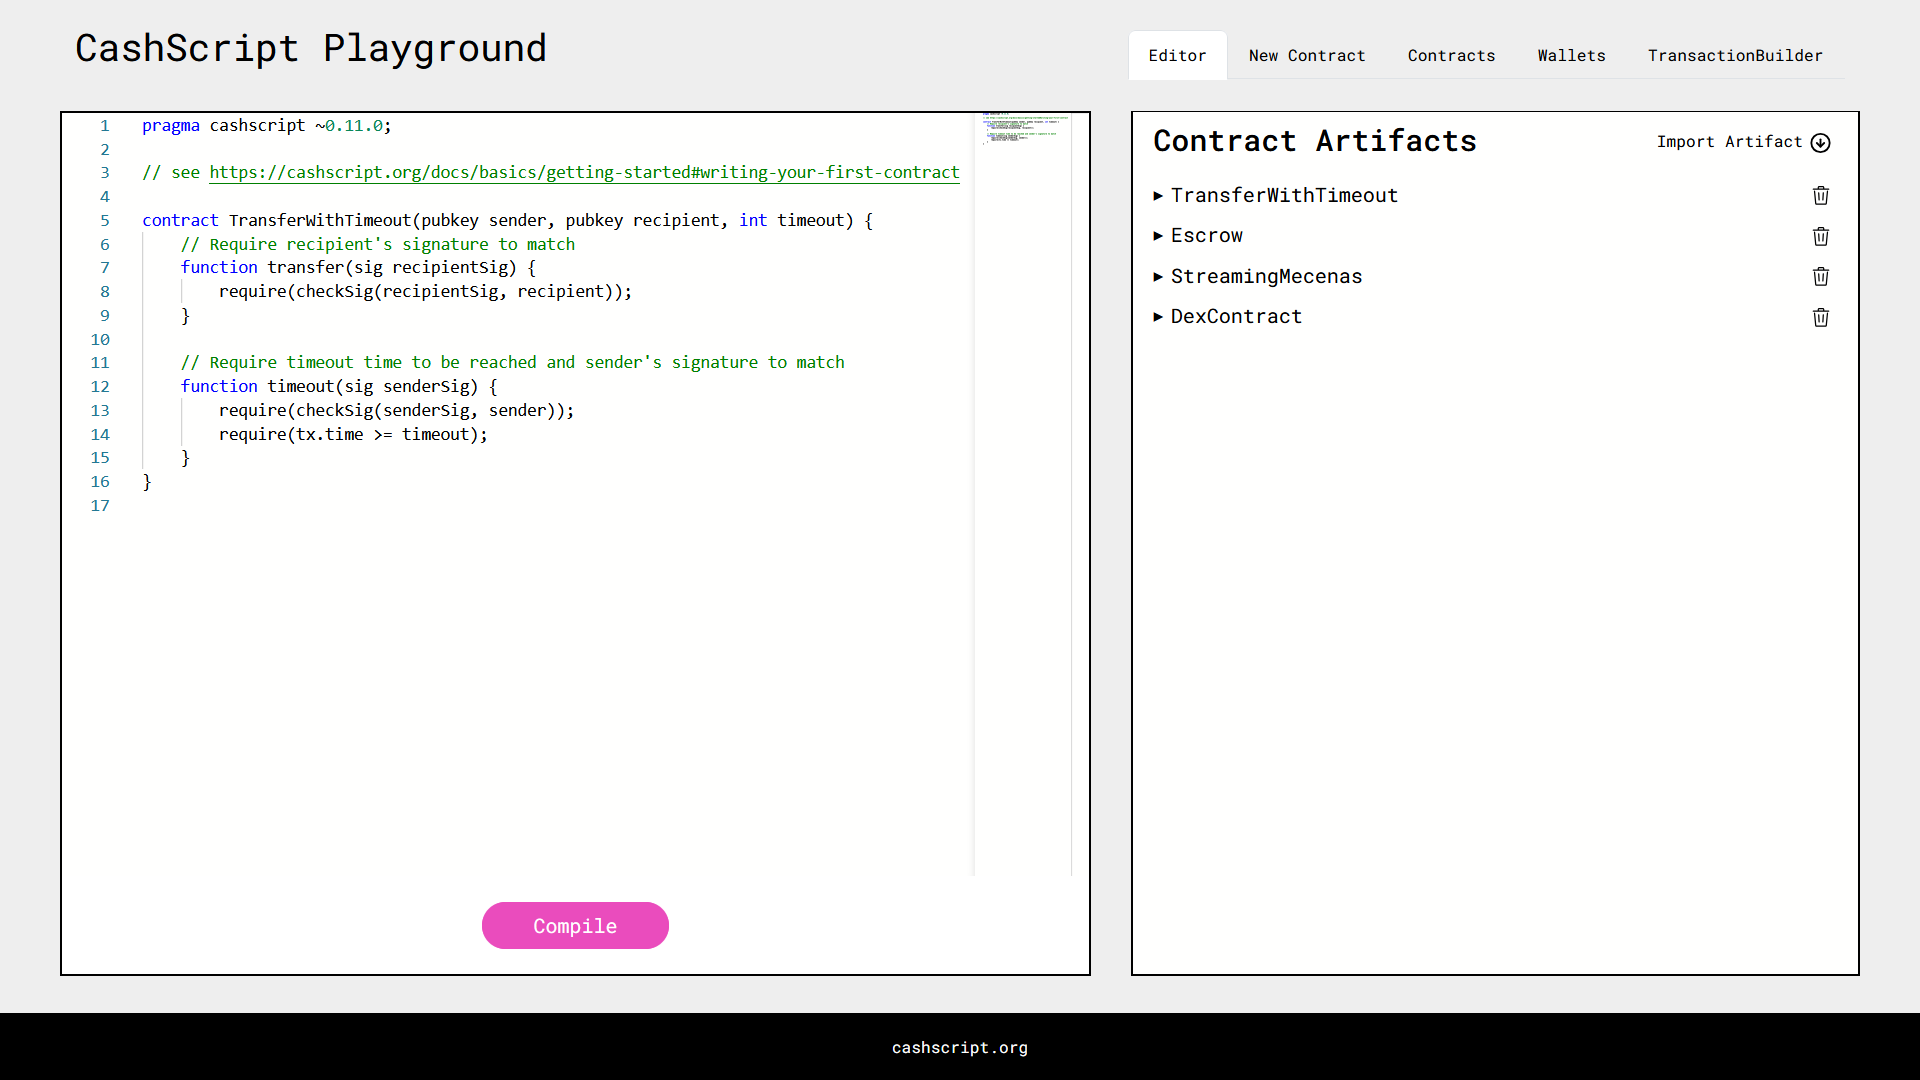 CashScript Playground
Editor New Contract Contracts Wallets TransactionBuilder
1 pragma cashscript ~0.11.0;
2
3 // see https://cashscript.org/docs/basics/getting-started#writing-your-first-contract
4
5 contract TransferWithTimeout(pubkey sender, pubkey recipient, int timeout) {
6 // Require recipient's signature to match
7 function transfer(sig recipientSig) {
8 require(checkSig(recipientSig, recipient));
9 }
10
11 // Require timeout time to be reached and sender's signature to match
12 function timeout(sig senderSig) {
13 require(checkSig(senderSig, sender));
14 require(tx.time >= timeout);
15 }
16 }
17
Compile
Contract Artifacts
Import Artifact
TransferWithTimeout
Escrow
StreamingMecenas
DexContract
cashscript.org